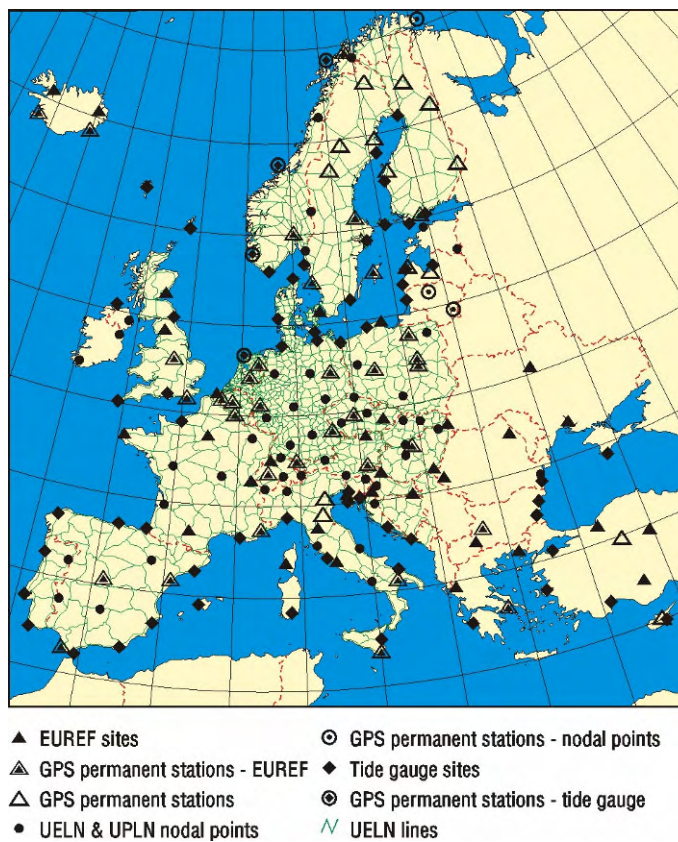 EUREF sites
GPS permanent stations - EUREF
GPS permanent stations
UELN & UPLN nodal points
GPS permanent stations - nodal points
Tide gauge sites
GPS permanent stations - tide gauge
UELN lines